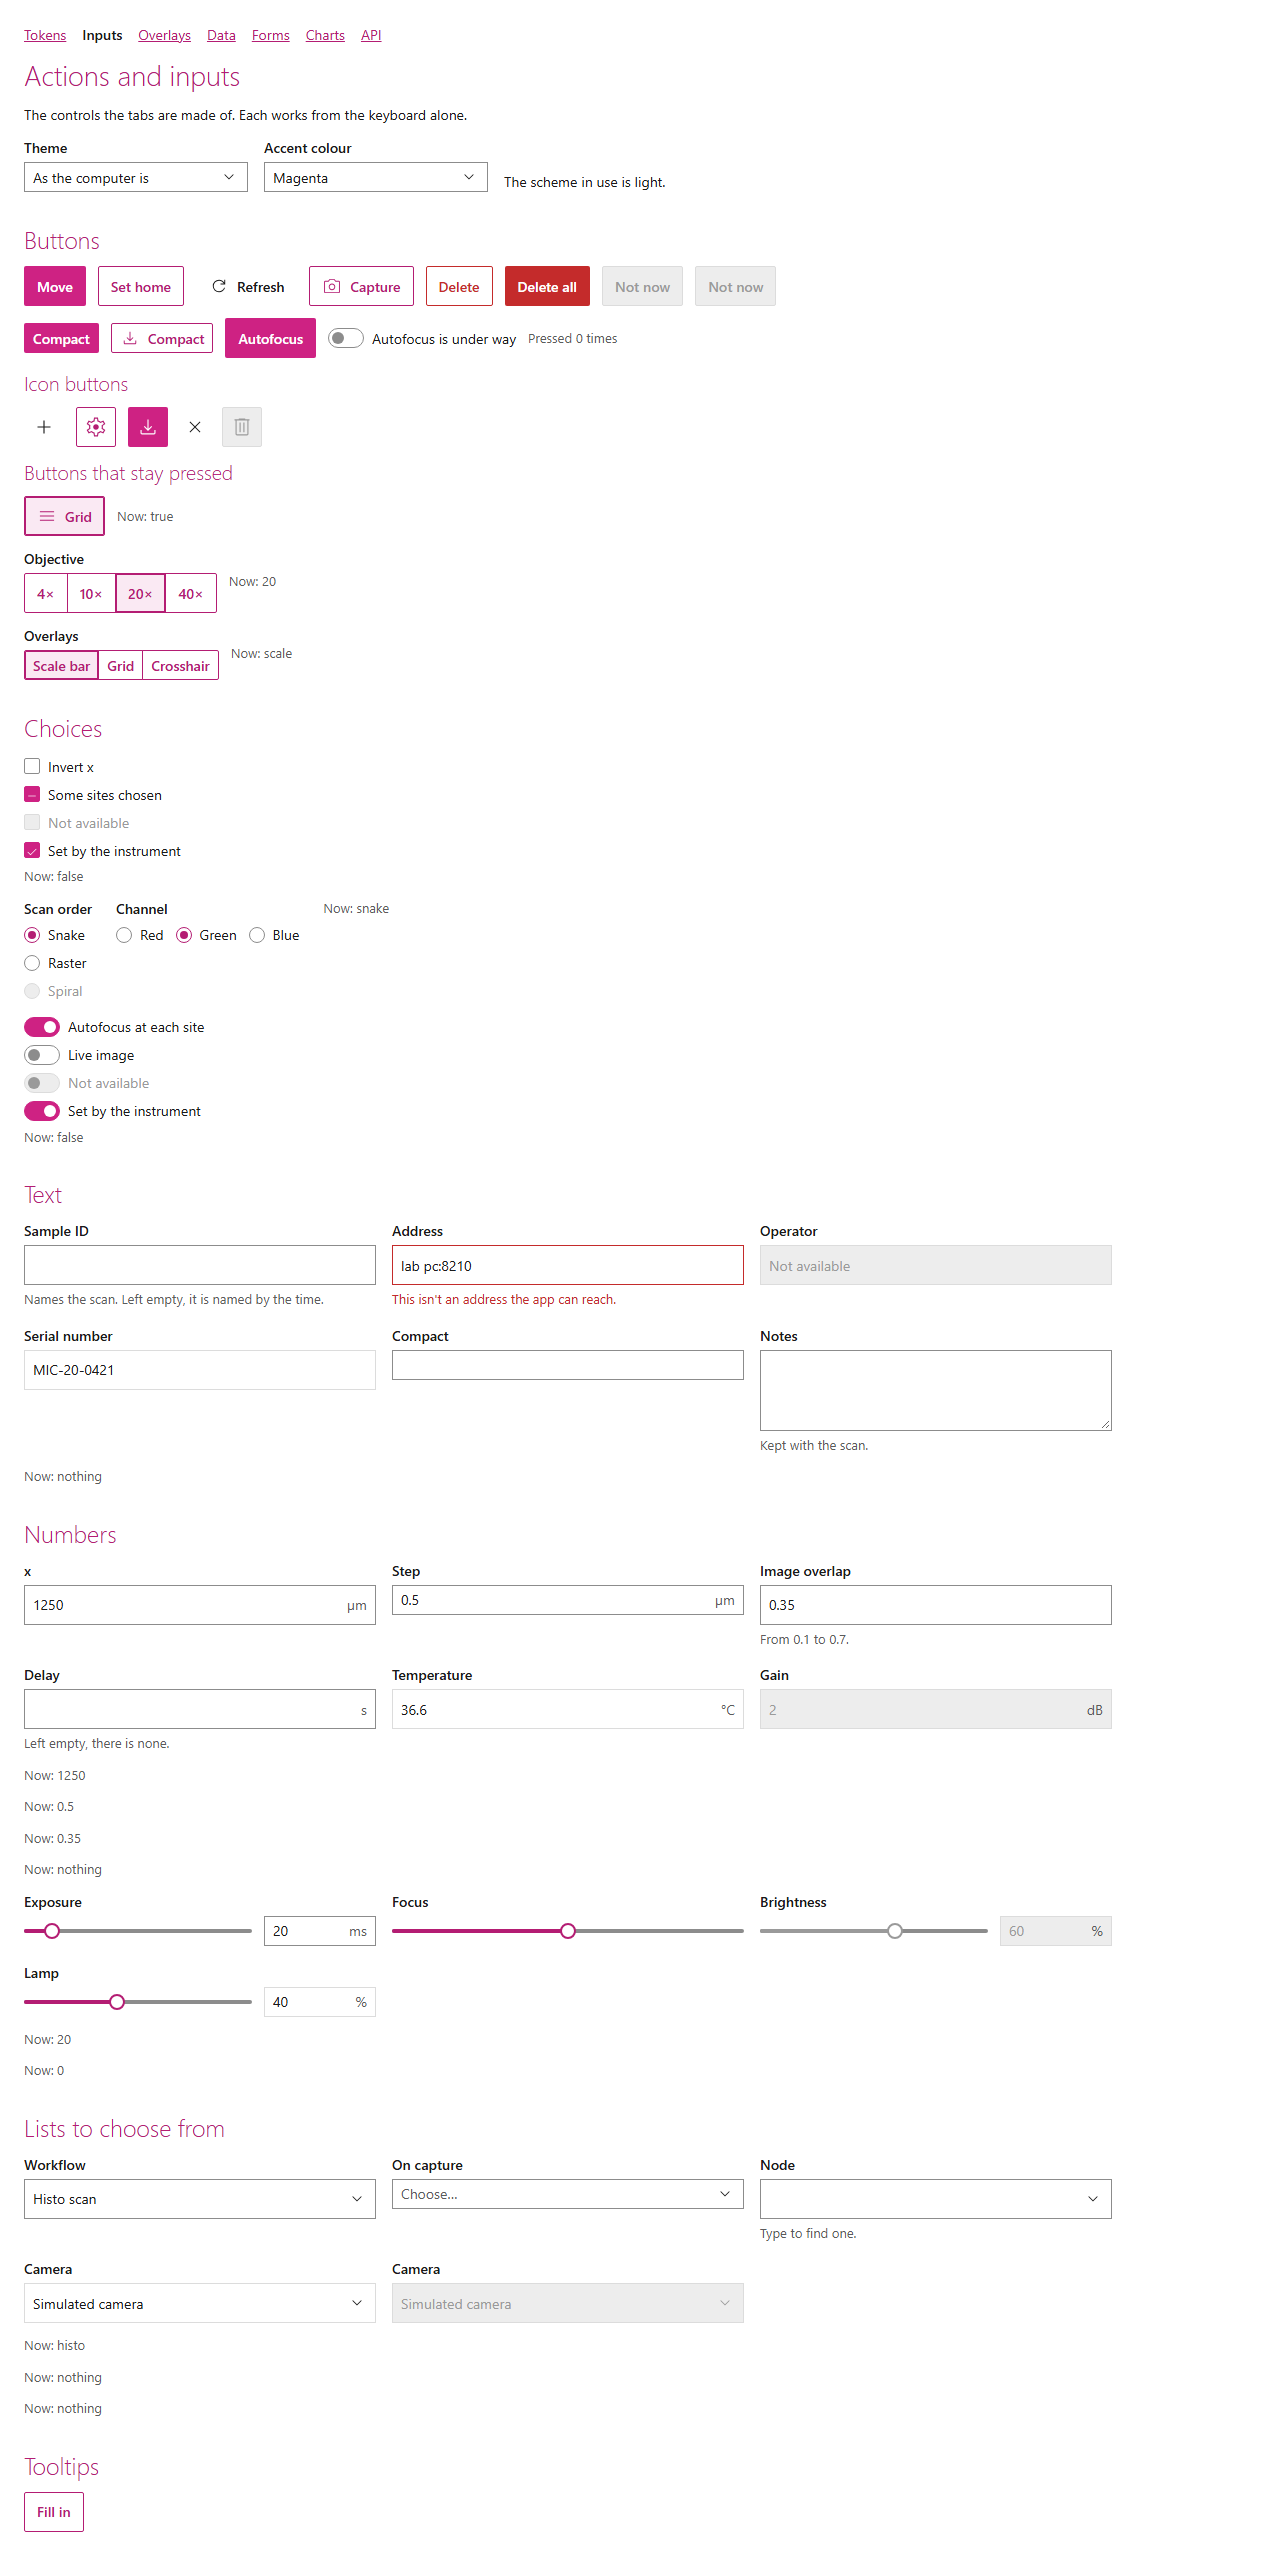 Tokens Inputs Overlays Data Forms Charts API
Actions and inputs
The controls the tabs are made of. Each works from the keyboard alone.
Theme Accent colour
As the computer is Magenta The scheme in use is light.
Buttons
Move Set home Refresh Capture Delete Delete all Not now Not now
Compact Compact Autofocus Autofocus is under way Pressed 0 times
Icon buttons
Buttons that stay pressed
Grid Now: true
Objective
4× 10× 20× 40× Now: 20
Overlays
Scale bar Grid Crosshair Now: scale
Choices
Invert x
Some sites chosen
Not available
Set by the instrument
Now: false
Scan order Channel Now: snake
Snake Red Green Blue
Raster
Spiral
Autofocus at each site
Live image
Not available
Set by the instrument
Now: false
Text
Sample ID Address Operator
lab pc:8210 Not available
Names the scan. Left empty, it is named by the time. This isn't an address the app can reach.
Serial number Compact Notes
MIC-20-0421
Kept with the scan.
Now: nothing
Numbers
x Step Image overlap
1250 µm 0.5 µm 0.35
From 0.1 to 0.7.
Delay Temperature Gain
s 36.6 °C 2 dB
Left empty, there is none.
Now: 1250
Now: 0.5
Now: 0.35
Now: nothing
Exposure Focus Brightness
20 ms 60 %
Lamp
40 %
Now: 20
Now: 0
Lists to choose from
Workflow On capture Node
Histo scan Choose...
Type to find one.
Camera Camera
Simulated camera Simulated camera
Now: histo
Now: nothing
Now: nothing
Tooltips
Fill in